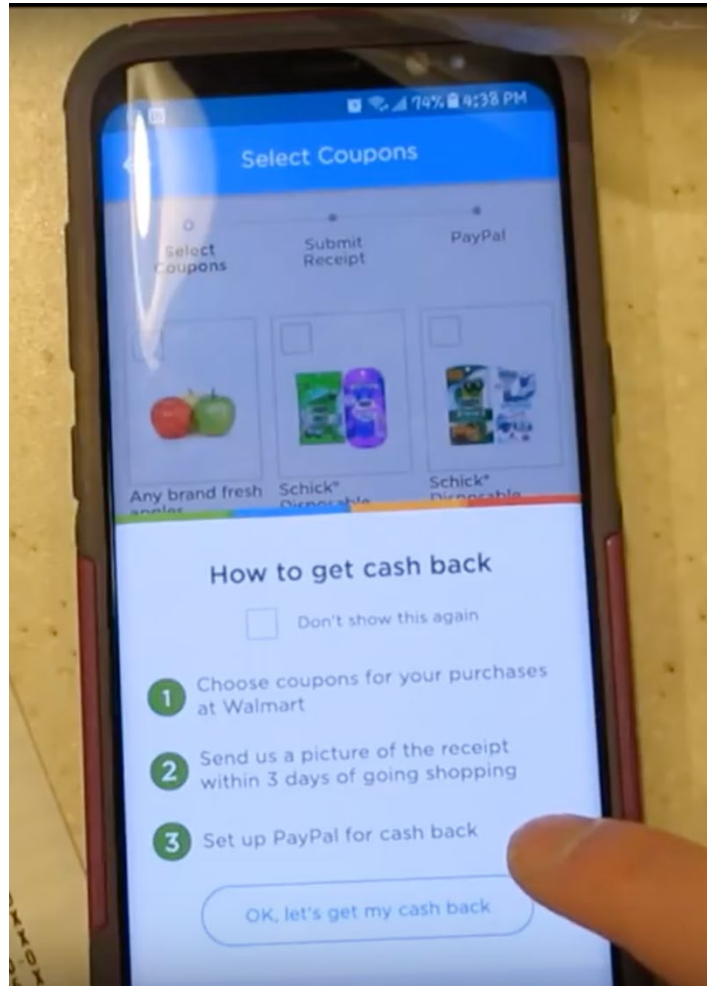 74% 4:38 PM
Select Coupons
Select
Coupons
Submit
Receipt
PayPal
Any brand fresh
apples
Schick®
Disposable
Schick®
Disposable
How to get cash back
Don't show this again
1 Choose coupons for your purchases
at Walmart
2 Send us a picture of the receipt
within 3 days of going shopping
3 Set up PayPal for cash back
OK, let's get my cash back